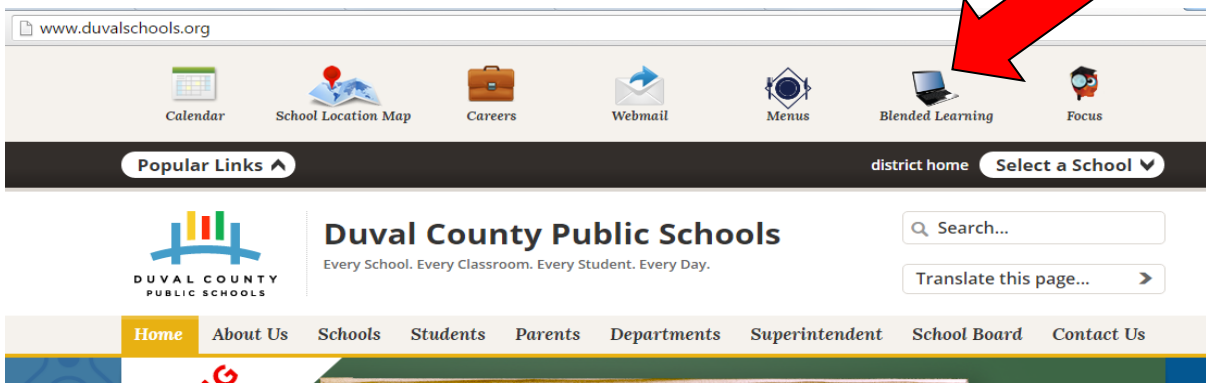 www.duvalschools.org
Calendar School Location Map Careers Webmail Menus Blended Learning Focus
Popular Links district home Select a School
DUVAL COUNTY
PUBLIC SCHOOLS
Duval County Public Schools
Every School. Every Classroom. Every Student. Every Day.
Search...
Translate this page...
Home About Us Schools Students Parents Departments Superintendent School Board Contact Us
G